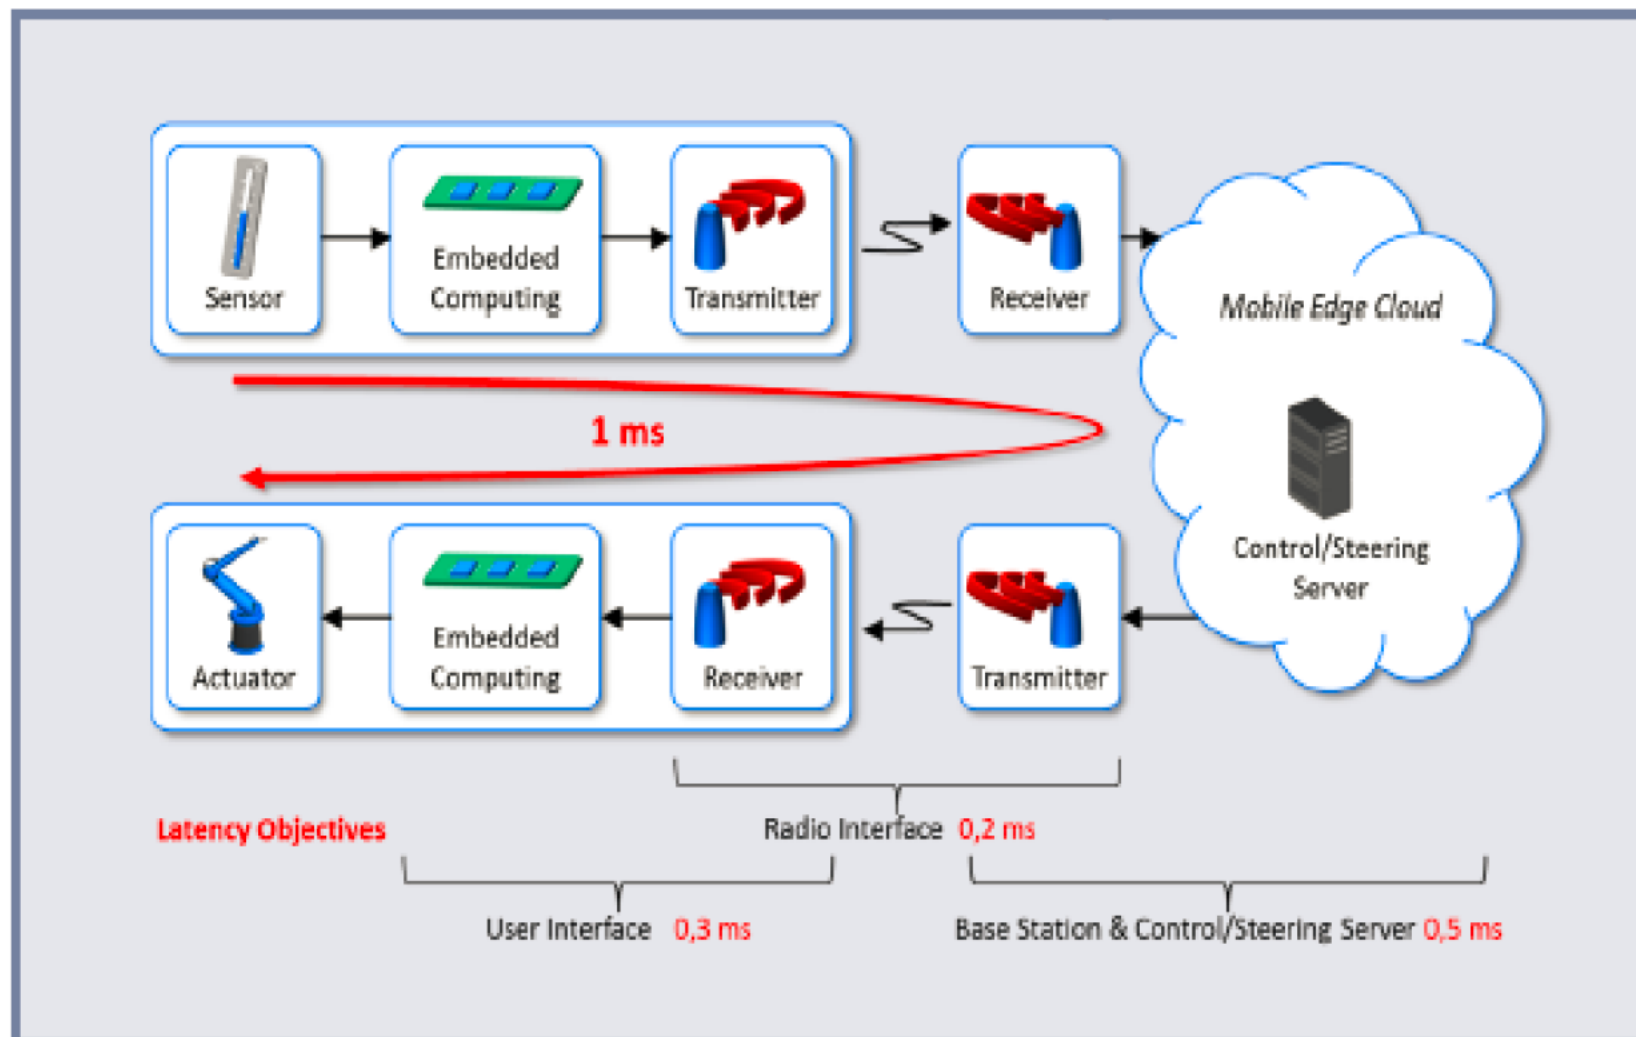 Sensor
Embedded
Computing
Transmitter
Receiver
Mobile Edge Cloud
1 ms
Control/Steering
Server
Actuator
Embedded
Computing
Receiver
Transmitter
Latency Objectives
Radio Interface 0,2 ms
User Interface 0,3 ms
Base Station & Control/Steering Server 0,5 ms